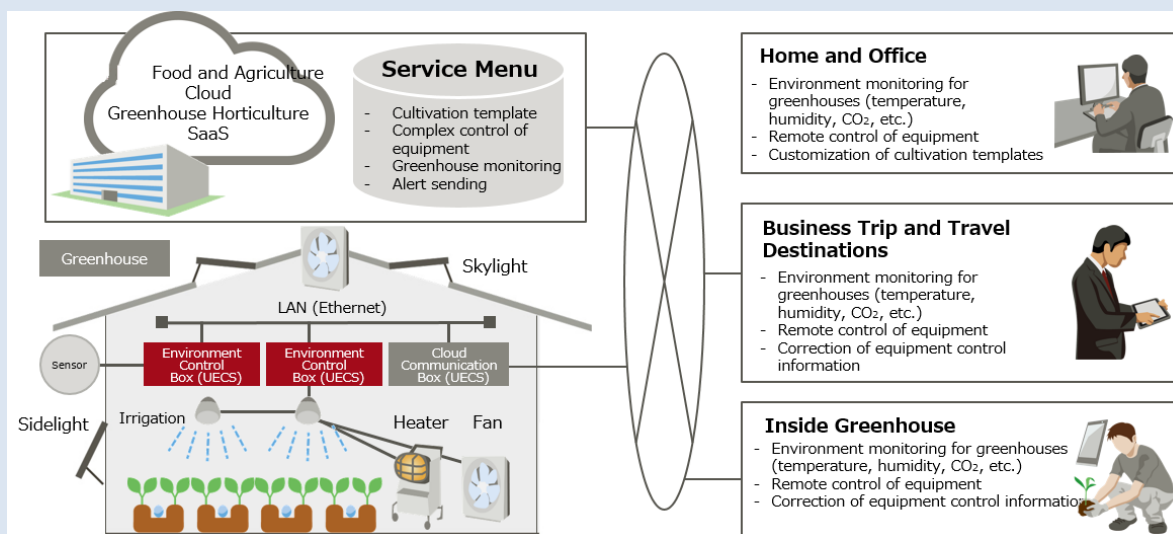 Food and Agriculture
Cloud
Greenhouse Horticulture
SaaS
Service Menu
- Cultivation template
- Complex control of
equipment
- Greenhouse monitoring
- Alert sending
Home and Office
- Environment monitoring for
greenhouses (temperature,
humidity, CO₂, etc.)
- Remote control of equipment
- Customization of cultivation templates
Business Trip and Travel
Destinations
- Environment monitoring for
greenhouses (temperature,
humidity, CO₂, etc.)
- Remote control of equipment
- Correction of equipment control
information
Inside Greenhouse
- Environment monitoring for greenhouses
(temperature, humidity, CO₂, etc.)
- Remote control of equipment
- Correction of equipment control information
Greenhouse
Skylight
LAN (Ethernet)
Sensor
Environment
Control
Box (UECS)
Environment
Control
Box (UECS)
Cloud
Communication
Box (UECS)
Sidelight
Irrigation
Heater
Fan